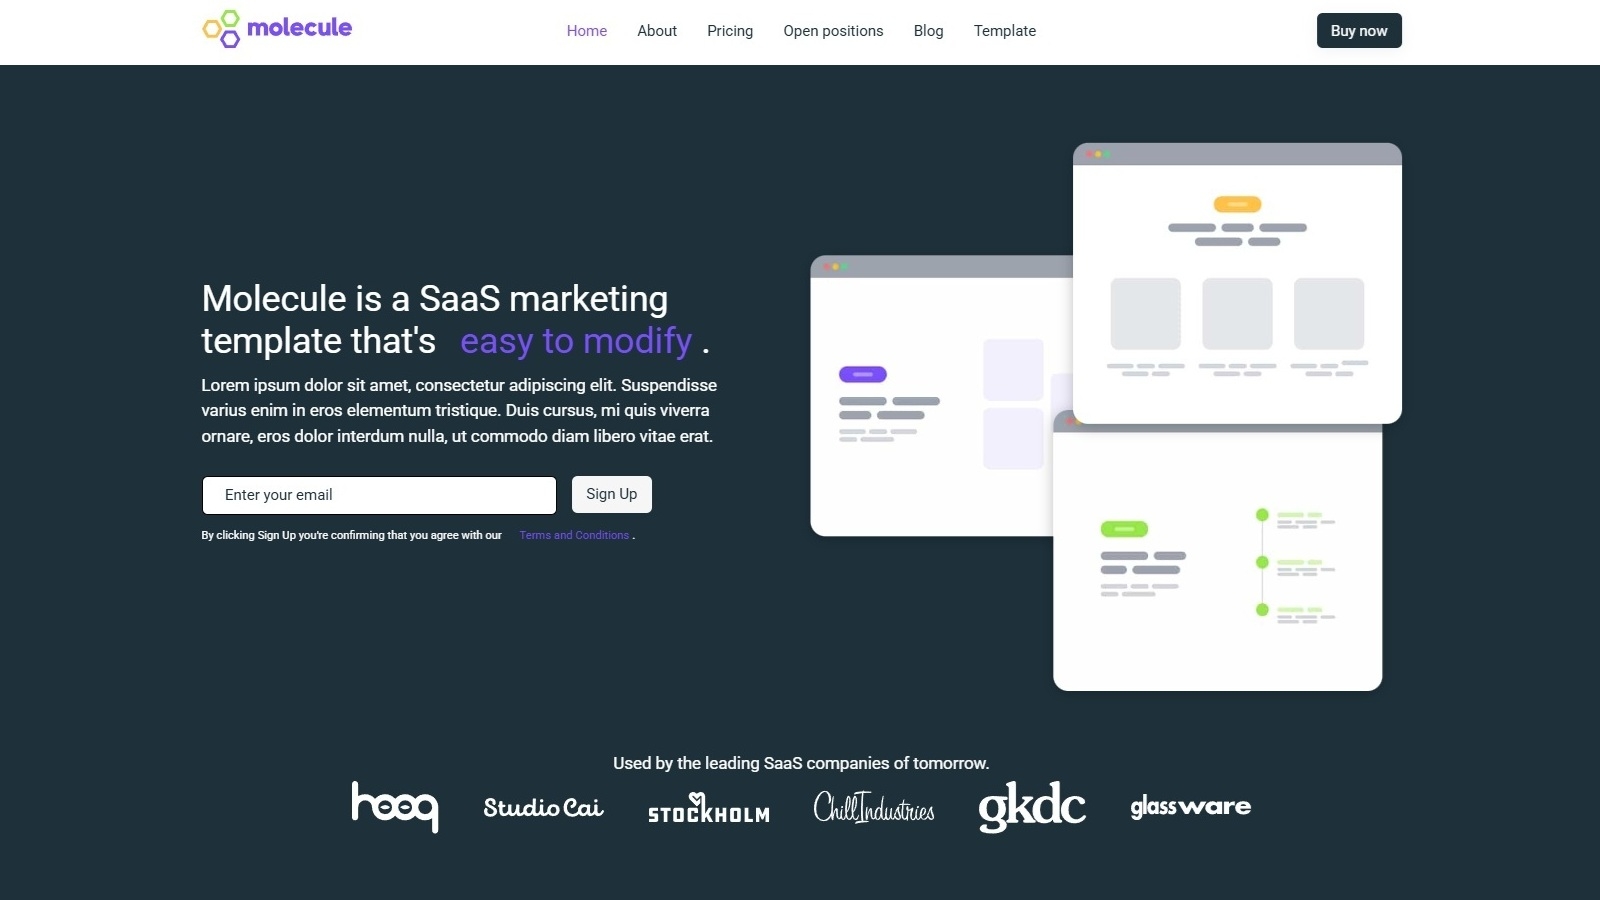 molecule
Home About Pricing Open positions Blog Template
Buy now
Molecule is a SaaS marketing
template that's easy to modify .
Lorem ipsum dolor sit amet, consectetur adipiscing elit. Suspendisse
varius enim in eros elementum tristique. Duis cursus, mi quis viverra
ornare, eros dolor interdum nulla, ut commodo diam libero vitae erat.
Enter your email
Sign Up
By clicking Sign Up you're confirming that you agree with our Terms and Conditions .
Used by the leading SaaS companies of tomorrow.
hooq Studio Cai STOCKHOLM Chill Industries gkdc glassware